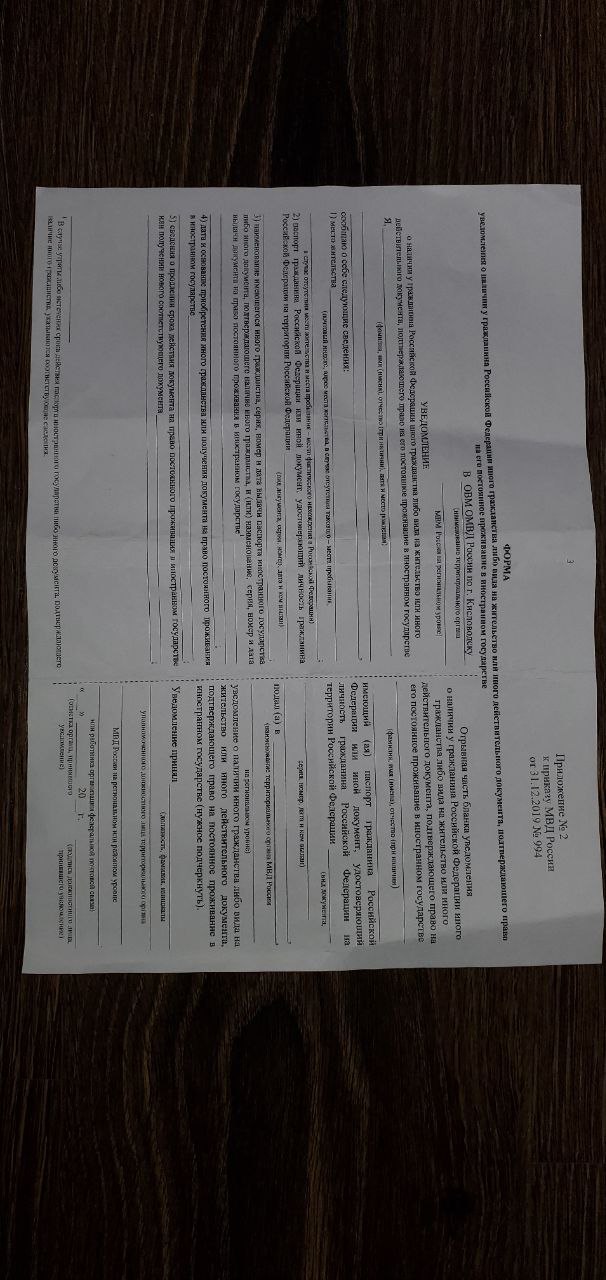 3
Приложение № 2
к приказу МВД России
от 31.12.2019 № 994
ФОРМА
уведомления о наличии у гражданина Российской Федерации иного гражданства либо вида на жительство или иного действительного документа, подтверждающего право
на его постоянное проживание в иностранном государстве
В ОВМ ОМВД России по г. Кисловодску
(наименование территориального органа
МВД России на региональном уровне)
УВЕДОМЛЕНИЕ
о наличии у гражданина Российской Федерации иного гражданства либо вида на жительство или иного
действительного документа, подтверждающего право на его постоянное проживание в иностранном государстве
Я,
(фамилия, имя (имена), отчество (при наличии), дата и место рождения)
сообщаю о себе следующие сведения:
1) место жительства
(почтовый индекс, адрес места жительства, в случае отсутствия такового – места пребывания,
в случае отсутствия места жительства и места пребывания – место фактического нахождения в Российской Федерации)
2) паспорт гражданина Российской Федерации или иной документ, удостоверяющий личность гражданина
Российской Федерации на территории Российской Федерации
(вид документа, серия, номер, дата и кем выдан)
3) наименование имеющегося иного гражданства, серия, номер и дата выдачи паспорта иностранного государства
либо иного документа, подтверждающего наличие иного гражданства, и (или) наименование, серия, номер и дата
выдачи документа на право постоянного проживания в иностранном государстве¹
4) дата и основание приобретения иного гражданства или получения документа на право постоянного проживания
в иностранном государстве
5) сведения о продлении срока действия документа на право постоянного проживания в иностранном государстве
или получении нового соответствующего документа
¹ В случае утраты либо истечения срока действия паспорта иностранного государства либо иного документа, подтверждающего
наличие иного гражданства, указываются соответствующие сведения.
Отрывная часть бланка уведомления
о наличии у гражданина Российской Федерации иного
гражданства либо вида на жительство или иного
действительного документа, подтверждающего право на
его постоянное проживание в иностранном государстве
(фамилия, имя (имена), отчество (при наличии)
имеющий (ая) паспорт гражданина Российской
Федерации или иной документ, удостоверяющий
личность гражданина Российской Федерации на
территории Российской Федерации
(вид документа,
серия, номер, дата и кем выдан)
подал (а) в
(наименование территориального органа МВД России
на региональном уровне)
уведомление о наличии иного гражданства либо вида на
жительство или иного действительного документа,
подтверждающего право на постоянное проживание в
иностранном государстве (нужное подчеркнуть).
Уведомление принял
(должность, фамилия, инициалы
уполномоченного должностного лица территориального органа
МВД России на региональном или районном уровне
или работника организации федеральной почтовой связи)
« » 20 г.
(отметка органа, принявшего
уведомление)
(подпись должностного лица,
принявшего уведомление)